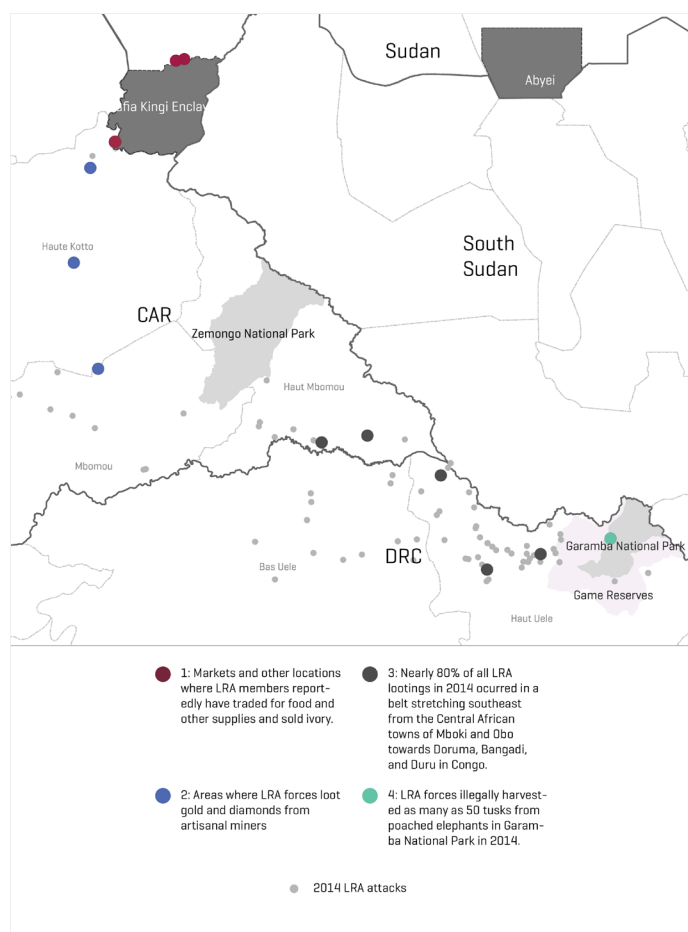 Sudan
Abyei
afia Kingi Enclav
Haute Kotto
South
Sudan
CAR
Zemongo National Park
Haut Mbomou
Mbomou
DRC
Garamba National Park
Bas Uele
Game Reserves
Haut Uele
1: Markets and other locations
where LRA members report-
edly have traded for food and
other supplies and sold ivory.
3: Nearly 80% of all LRA
lootings in 2014 ocurred in a
belt stretching southeast
from the Central African
towns of Mboki and Obo
towards Doruma, Bangadi,
and Duru in Congo.
2: Areas where LRA forces loot
gold and diamonds from
artisanal miners
4: LRA forces illegally harvest-
ed as many as 50 tusks from
poached elephants in Garam-
ba National Park in 2014.
2014 LRA attacks